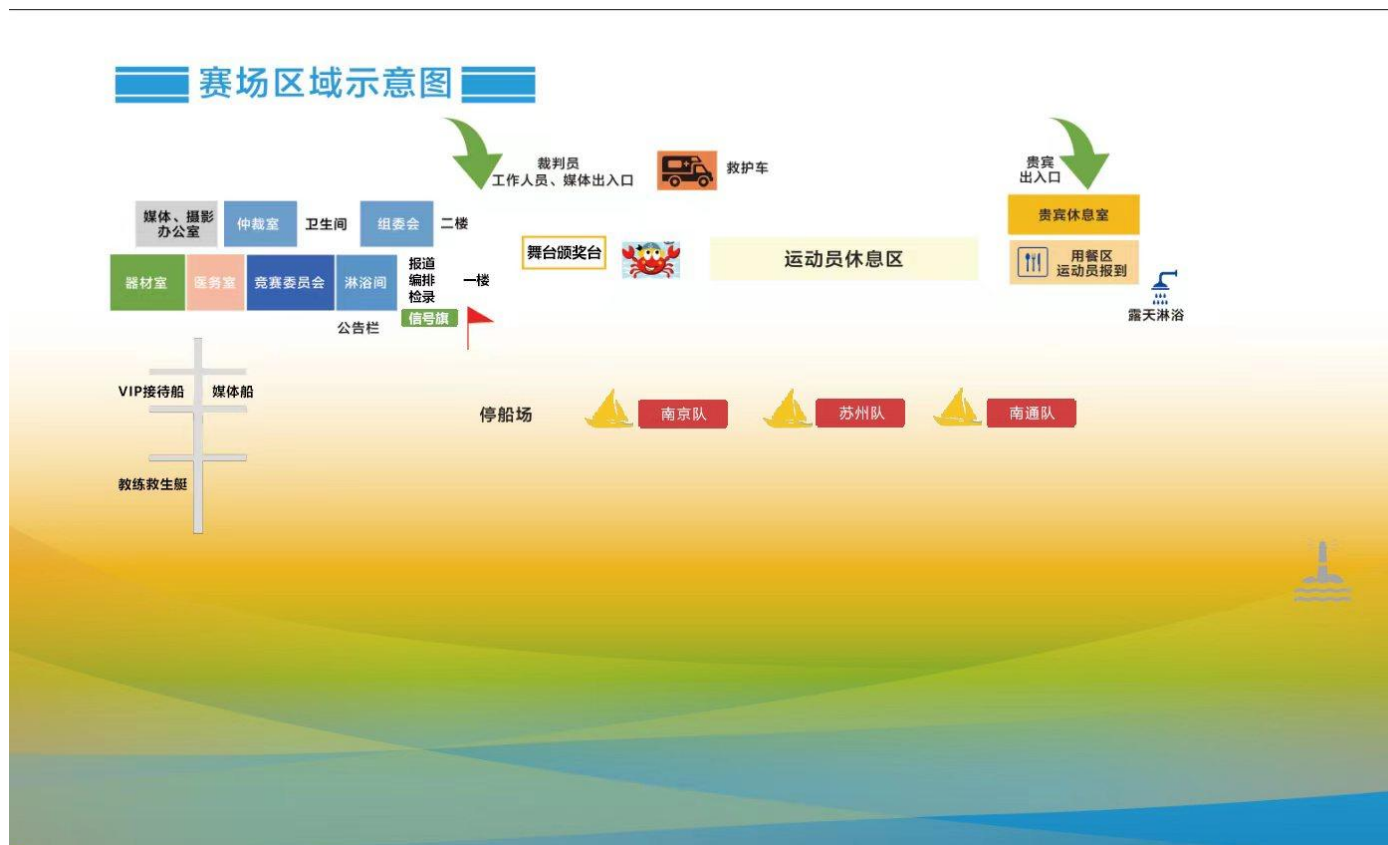 赛场区域示意图
裁判员
工作人员、媒体出入口
救护车
贵宾
出入口
媒体、摄影
办公室
仲裁室
卫生间
组委会
二楼
贵宾休息室
舞台颁奖台
运动员休息区
用餐区
运动员报到
器材室
医务室
竞赛委员会
淋浴间
报道
编排
检录
一楼
露天淋浴
公告栏
信号旗
VIP接待船
媒体船
停船场
南京队
苏州队
南通队
教练救生艇